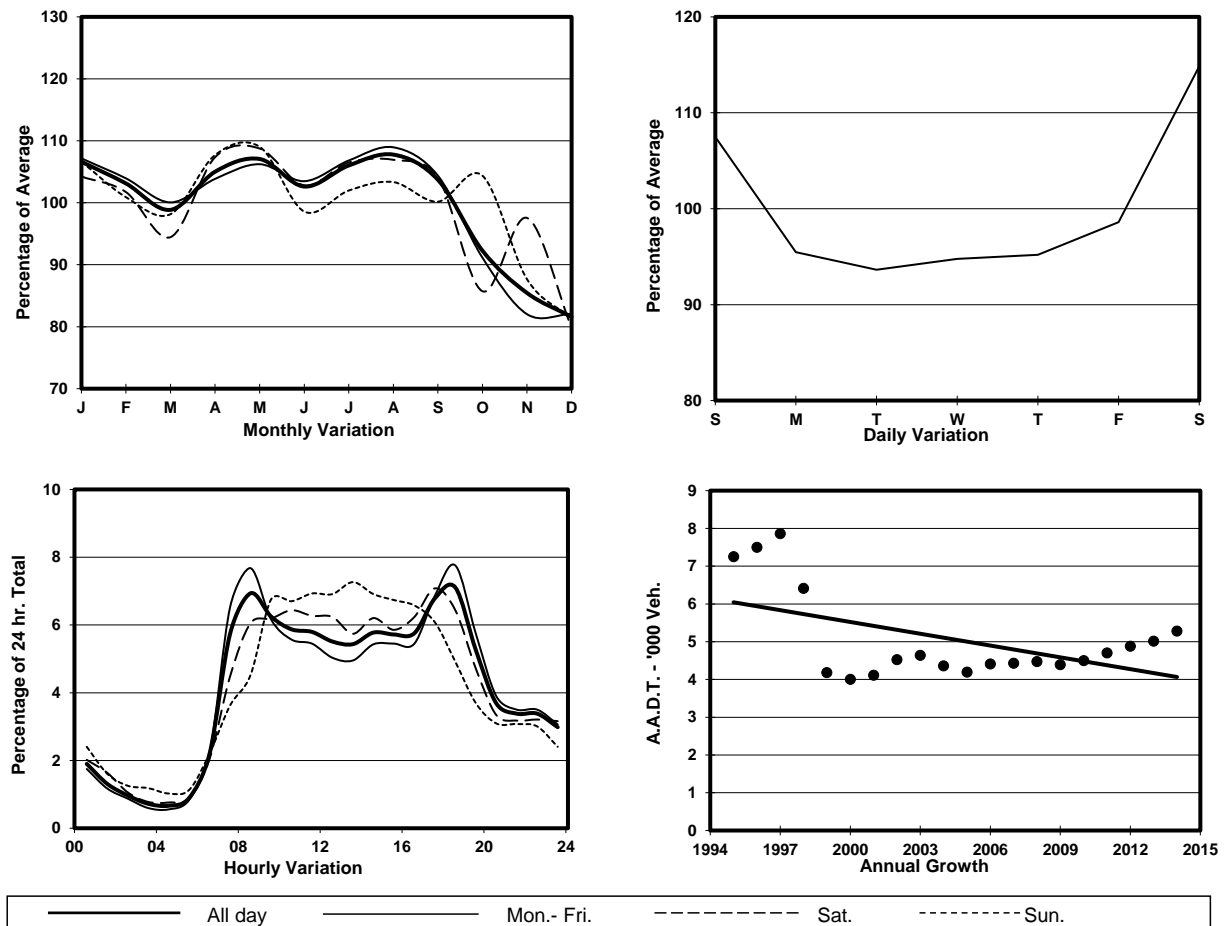 130
120
110
100
90
80
70
Percentage of Average
J F M A M J J A S O N D
Monthly Variation
120
110
100
90
80
Percentage of Average
S M T W T F S
Daily Variation
10
8
6
4
2
0
Percentage of 24 hr. Total
00 04 08 12 16 20 24
Hourly Variation
9
8
7
6
5
4
3
2
1
0
A.A.D.T. - '000 Veh.
1994 1997 2000 2003 2006 2009 2012 2015
Annual Growth
All day Mon.- Fri. Sat. Sun.